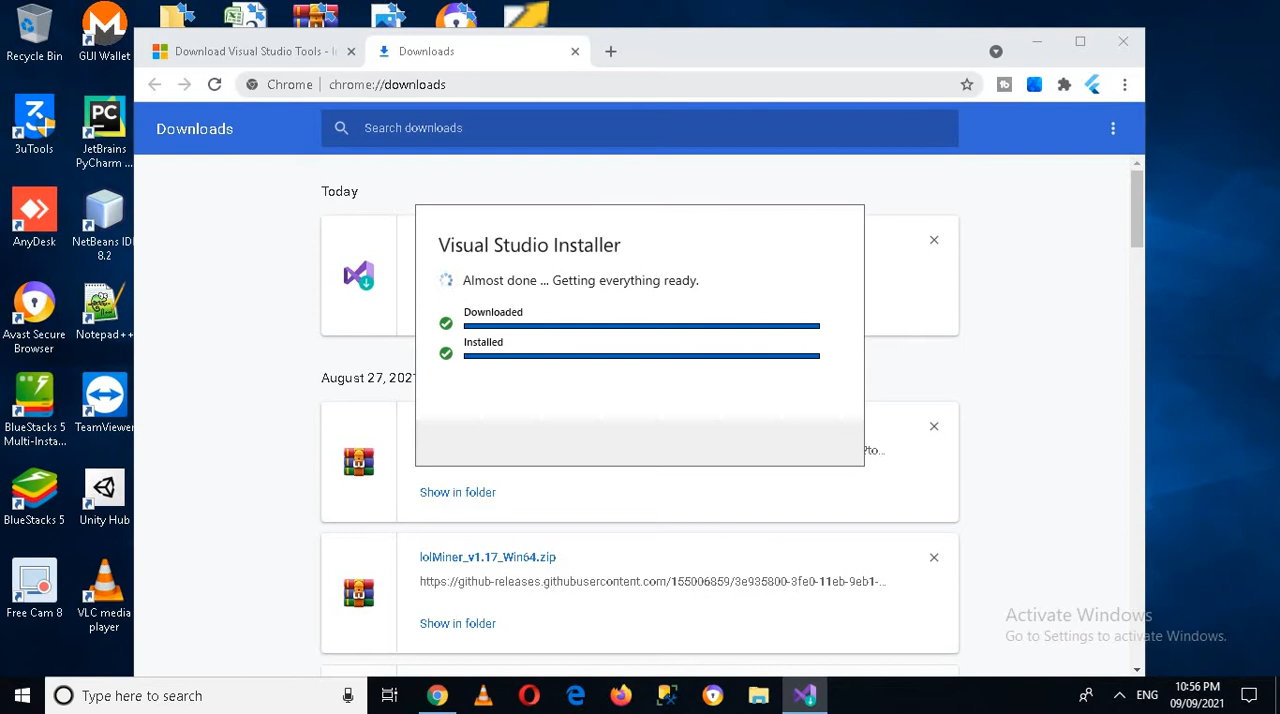 Recycle Bin
GUI Wallet
3uTools
JetBrains
PyCharm ...
AnyDesk
NetBeans IDE
8.2
Avast Secure
Browser
Notepad++
BlueStacks 5
Multi-Insta...
TeamViewer
BlueStacks 5
Unity Hub
Free Cam 8
VLC media
player
Download Visual Studio Tools -
Downloads
Chrome
chrome://downloads
Downloads
Search downloads
Today
Visual Studio Installer
Almost done ... Getting everything ready.
Downloaded
Installed
August 27, 202
?to...
Show in folder
lolMiner_v1.17_Win64.zip
https://github-releases.githubusercontent.com/155006859/3e935800-3fe0-11eb-9eb1-...
Show in folder
Activate Windows
Go to Settings to activate Windows.
Type here to search
ENG
10:56 PM
09/09/2021